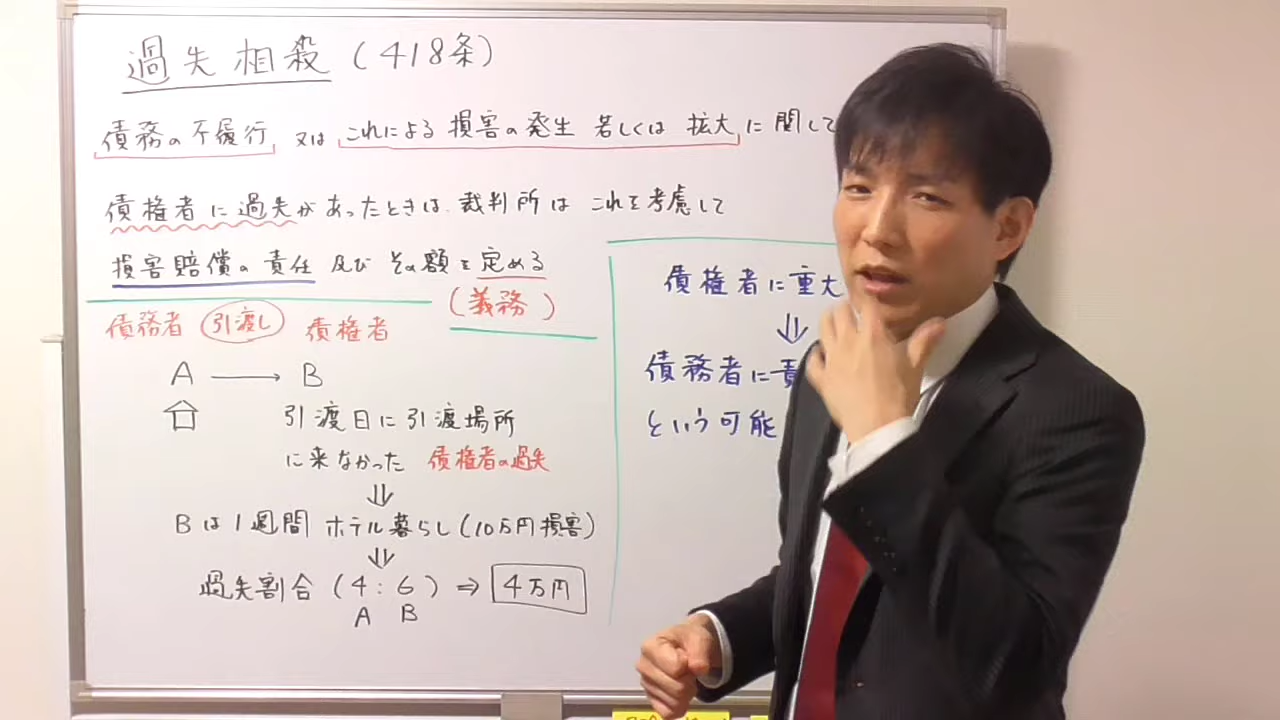 過失相殺(418条)
債務の不履行 又は これによる 損害の発生 若しくは 拡大 に関して
債権者に過失があったときは、裁判所は これを考慮して
損害賠償の責任 及び その額を定める
(義務)
債務者 引渡し 債権者
A → B
引渡日に引渡場所
に来なかった 債権者の過失
⇓
Bは1週間 ホテル暮らし(10万円損害)
⇓
過失割合(4:6)⇒ 4万円
A B
債権者に重大
⇓
債務者に責
という可能